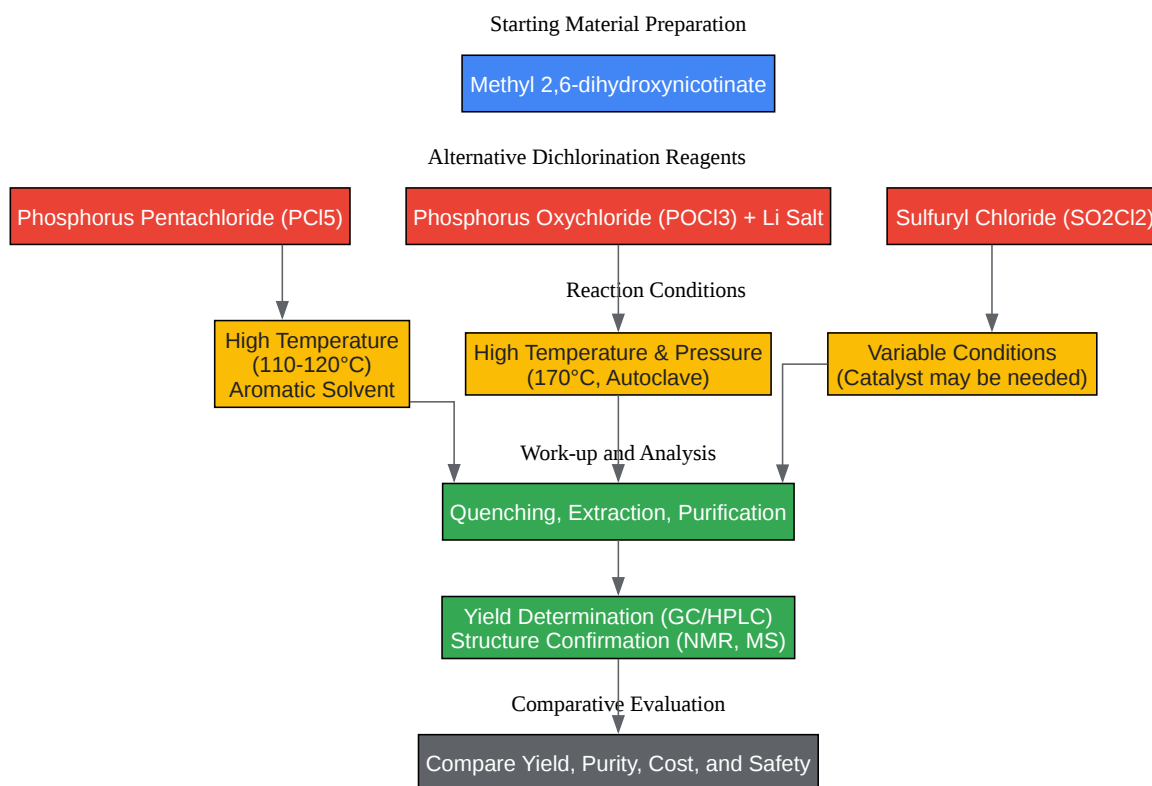 Starting Material Preparation
Methyl 2,6-dihydroxynicotinate
Alternative Dichlorination Reagents
Phosphorus Pentachloride (PCl5)
Phosphorus Oxychloride (POCl3) + Li Salt
Sulfuryl Chloride (SO2Cl2)
Reaction Conditions
High Temperature
(110-120°C)
Aromatic Solvent
High Temperature & Pressure
(170°C, Autoclave)
Variable Conditions
(Catalyst may be needed)
Work-up and Analysis
Quenching, Extraction, Purification
Yield Determination (GC/HPLC)
Structure Confirmation (NMR, MS)
Comparative Evaluation
Compare Yield, Purity, Cost, and Safety